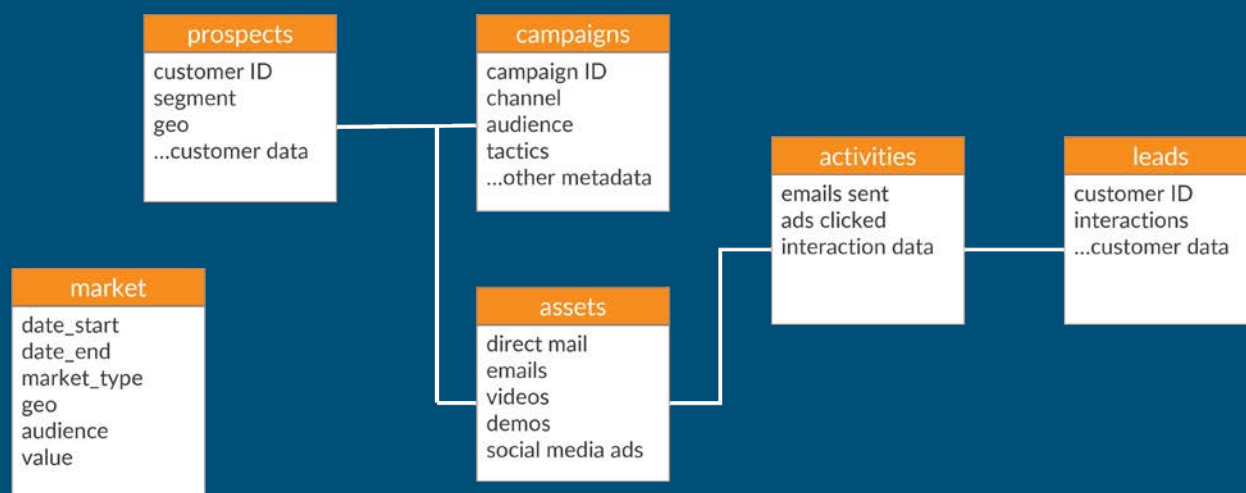 prospects
customer ID
segment
geo
...customer data
campaigns
campaign ID
channel
audience
tactics
...other metadata
activities
emails sent
ads clicked
interaction data
leads
customer ID
interactions
...customer data
market
date_start
date_end
market_type
geo
audience
value
assets
direct mail
emails
videos
demos
social media ads